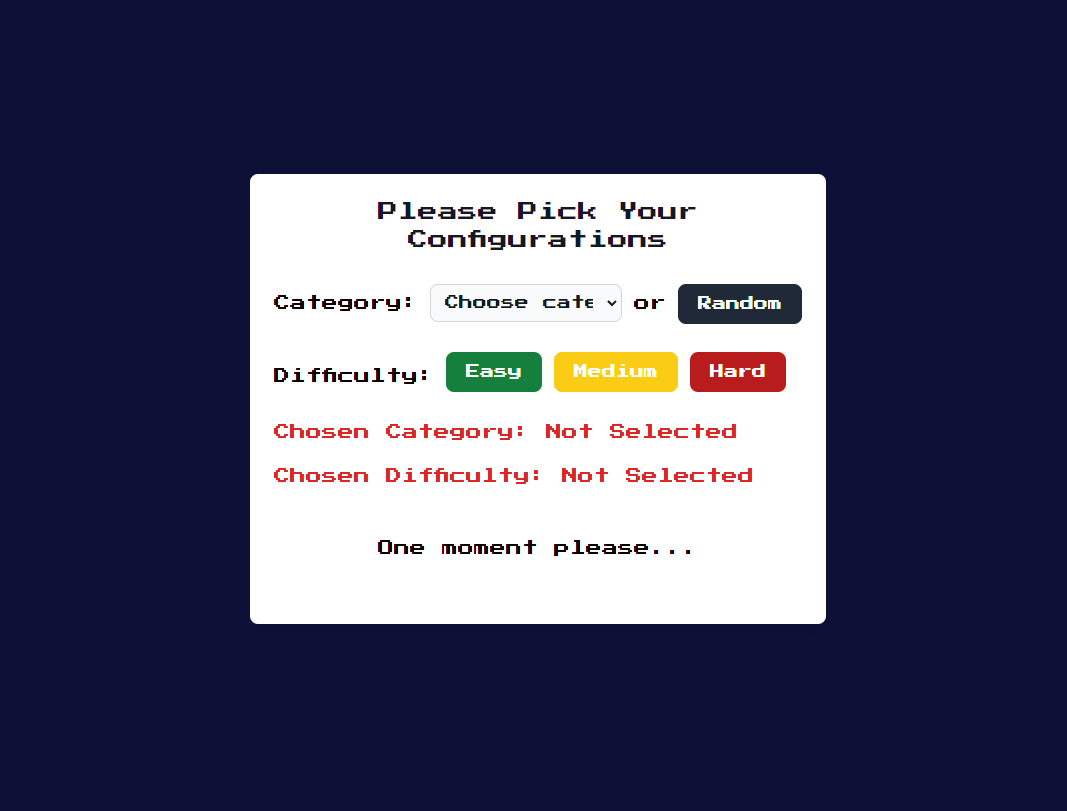 Please Pick Your
Configurations
Category: Choose cate or Random
Difficulty: Easy Medium Hard
Chosen Category: Not Selected
Chosen Difficulty: Not Selected
One moment please...